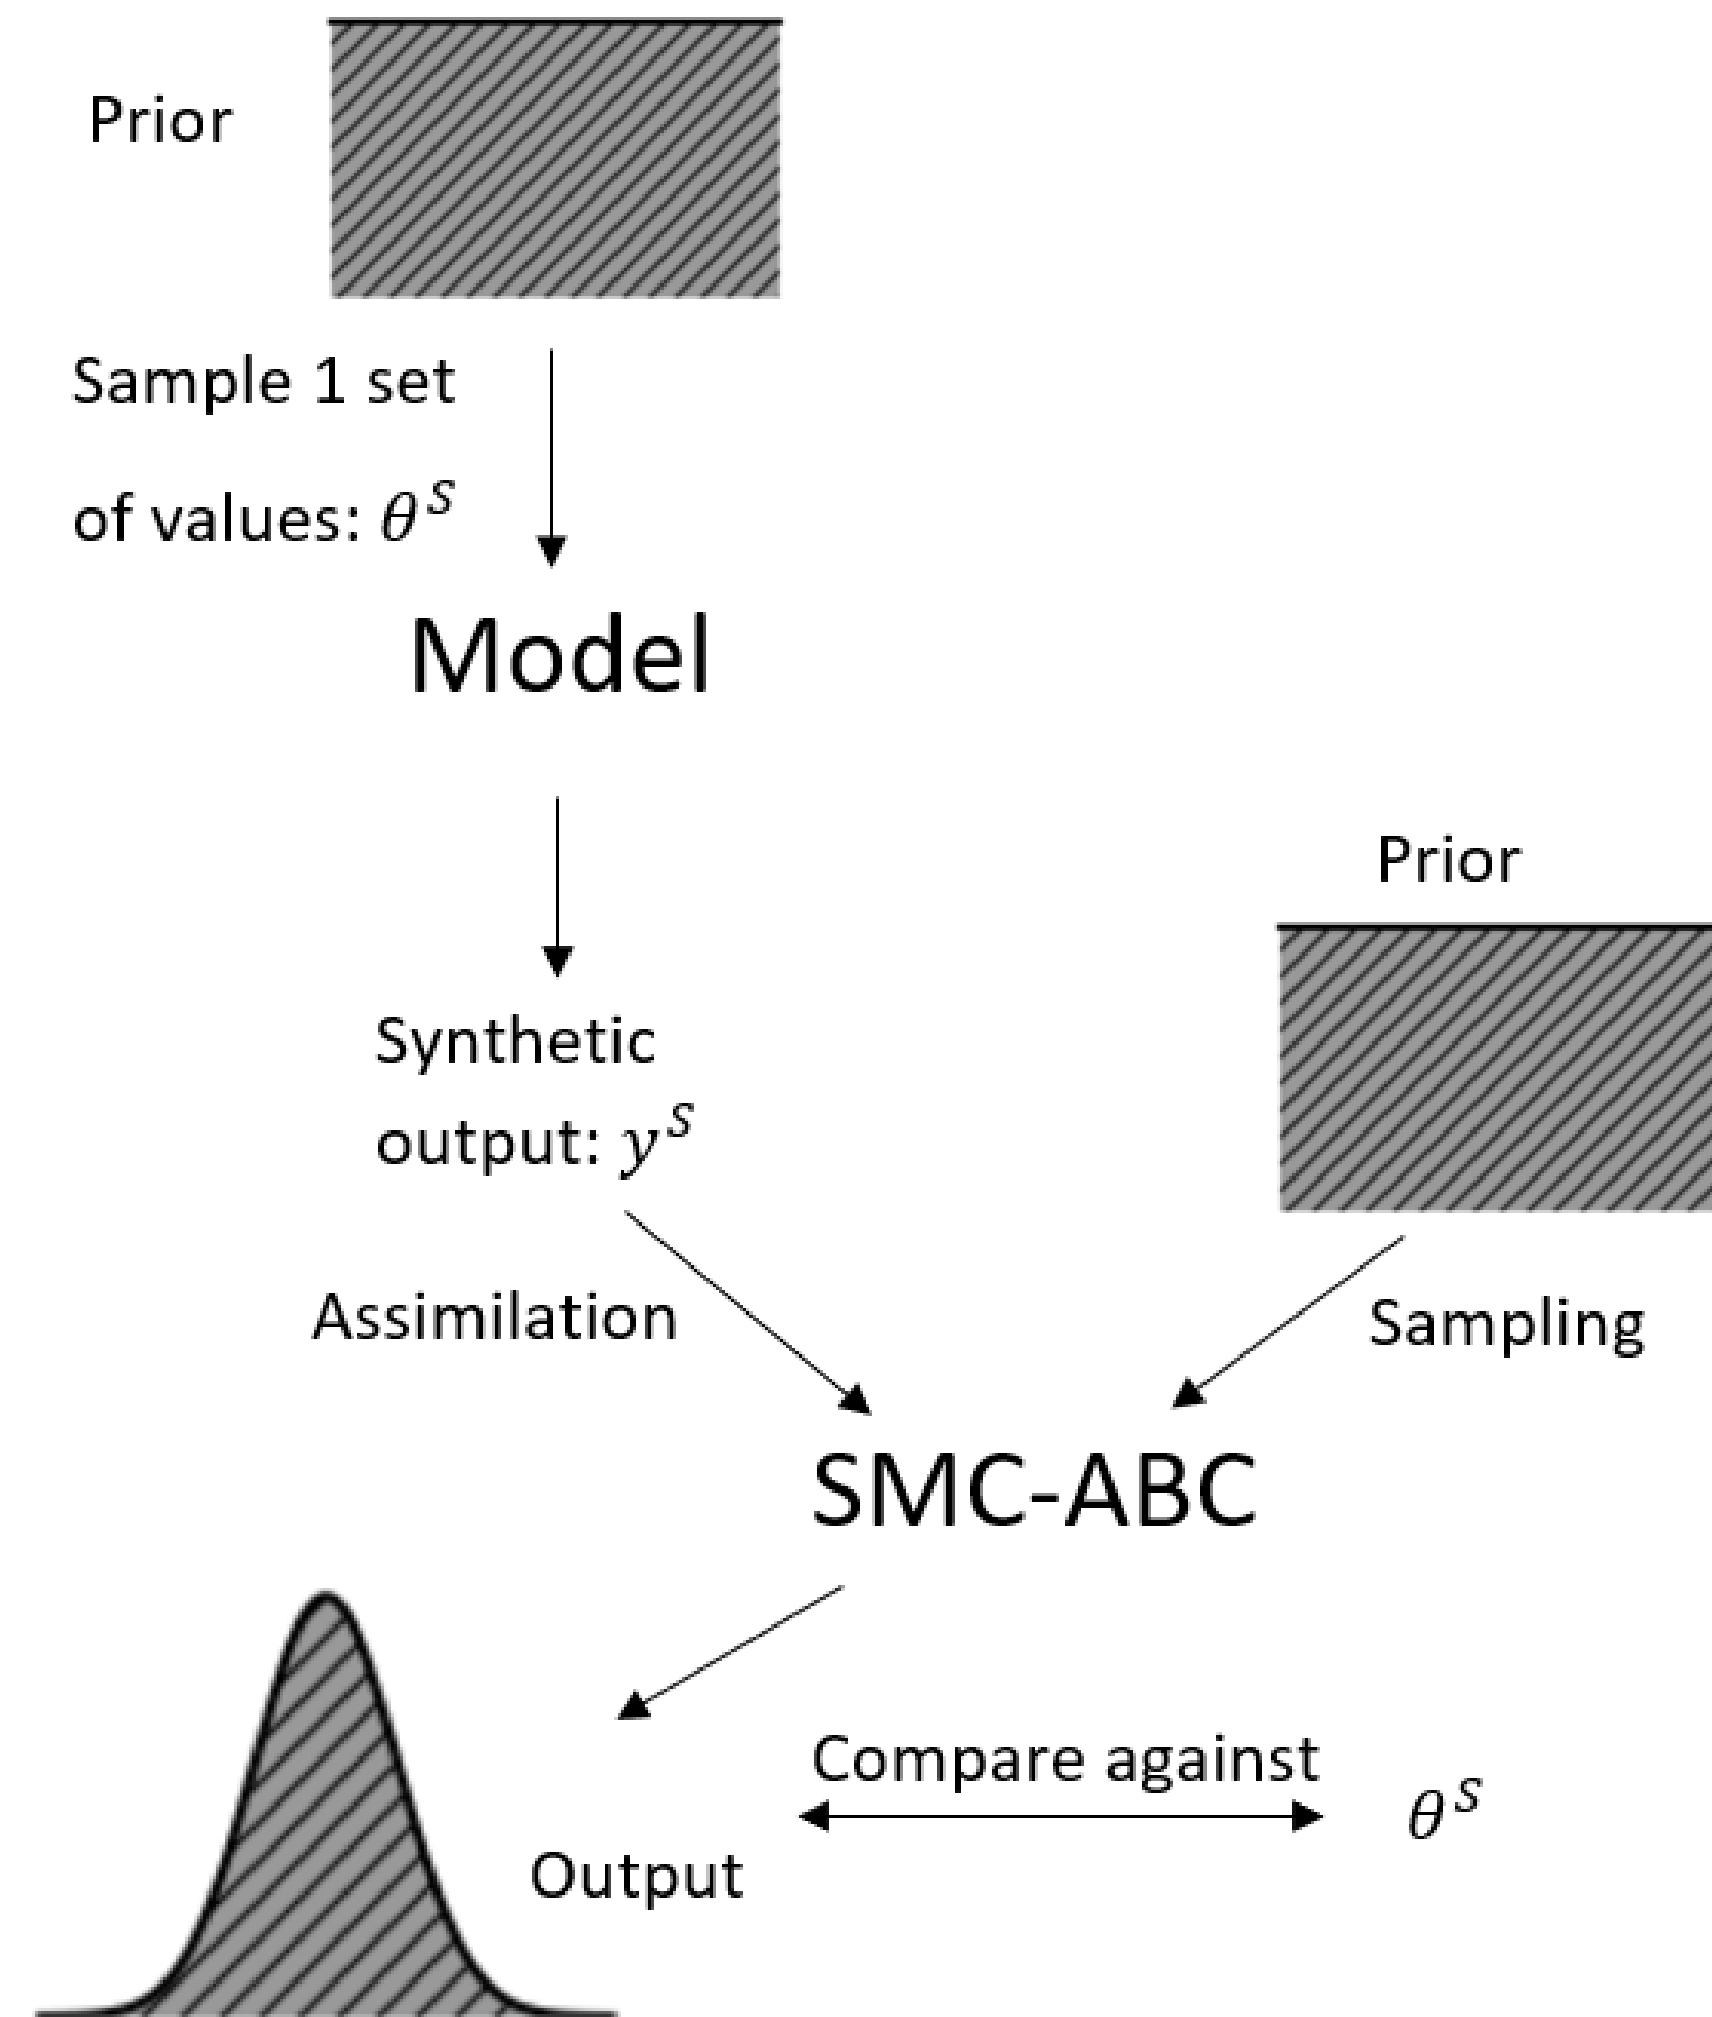 Prior
Sample 1 set
of values: θ^S
Model
Synthetic
output: y^S
Prior
Assimilation
Sampling
SMC-ABC
Compare against
θ^S
Output